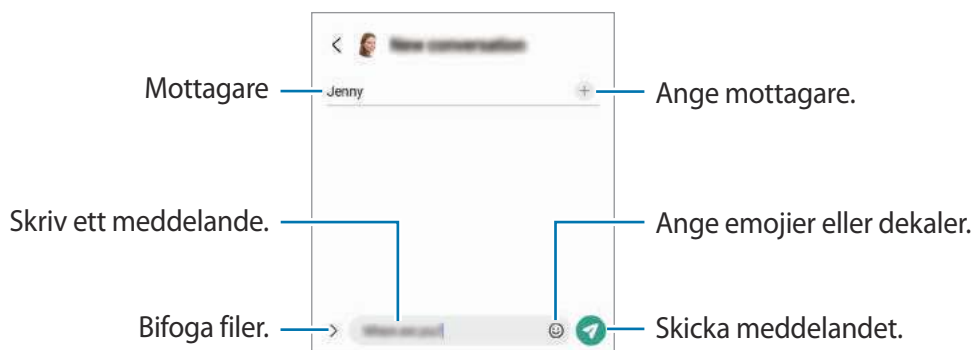 New conversation
Mottagare
Jenny
Ange mottagare.
Skriv ett meddelande.
Ange emojier eller dekaler.
Bifoga filer.
Where are you?
Skicka meddelandet.